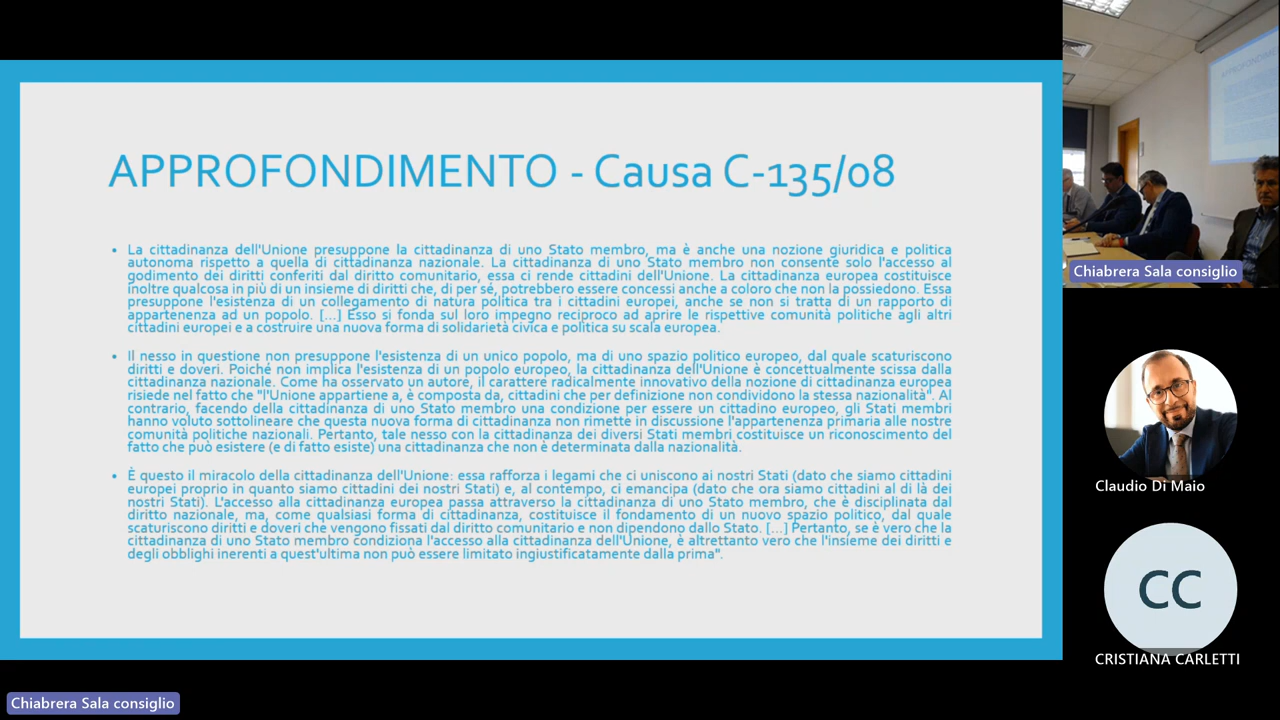 APPROFONDIMENTO - Causa C-135/08
• La cittadinanza dell'Unione presuppone la cittadinanza di uno Stato membro, ma è anche una nozione giuridica e politica
autonoma rispetto a quella di cittadinanza nazionale. La cittadinanza di uno Stato membro non consente solo l'accesso al
godimento dei diritti conferiti dal diritto comunitario, essa ci rende cittadini dell'Unione. La cittadinanza europea costituisce
inoltre qualcosa in più di un insieme di diritti che, di per sé, potrebbero essere concessi anche a coloro che non la possiedono. Essa
presuppone l'esistenza di un collegamento di natura politica tra i cittadini europei, anche se non si tratta di un rapporto di
appartenenza ad un popolo. [...] Esso si fonda sul loro impegno reciproco ad aprire le rispettive comunità politiche agli altri
cittadini europei e a costruire una nuova forma di solidarietà civica e politica su scala europea.
• Il nesso in questione non presuppone l'esistenza di un unico popolo, ma di uno spazio politico europeo, dal quale scaturiscono
diritti e doveri. Poiché non implica l'esistenza di un popolo europeo, la cittadinanza dell'Unione è concettualmente scissa dalla
cittadinanza nazionale. Come ha osservato un autore, il carattere radicalmente innovativo della nozione di cittadinanza europea
risiede nel fatto che "l'Unione appartiene a, è composta da, cittadini che per definizione non condividono la stessa nazionalità". Al
contrario, facendo della cittadinanza di uno Stato membro una condizione per essere un cittadino europeo, gli Stati membri
hanno voluto sottolineare che questa nuova forma di cittadinanza non rimette in discussione l'appartenenza primaria alle nostre
comunità politiche nazionali. Pertanto, tale nesso con la cittadinanza dei diversi Stati membri costituisce un riconoscimento del
fatto che può esistere (e di fatto esiste) una cittadinanza che non è determinata dalla nazionalità.
• È questo il miracolo della cittadinanza dell'Unione: essa rafforza i legami che ci uniscono ai nostri Stati (dato che siamo cittadini
europei proprio in quanto siamo cittadini dei nostri Stati) e, al contempo, ci emancipa (dato che ora siamo cittadini al di là dei
nostri Stati). L'accesso alla cittadinanza europea passa attraverso la cittadinanza di uno Stato membro, che è disciplinata dal
diritto nazionale, ma, come qualsiasi forma di cittadinanza, costituisce il fondamento di un nuovo spazio politico, dal quale
scaturiscono diritti e doveri che vengono fissati dal diritto comunitario e non dipendono dallo Stato. [...] Pertanto, se è vero che la
cittadinanza di uno Stato membro condiziona l'accesso alla cittadinanza dell'Unione, è altrettanto vero che l'insieme dei diritti e
degli obblighi inerenti a quest'ultima non può essere limitato ingiustificatamente dalla prima".
Chiabrera Sala consiglio
Claudio Di Maio
CC
CRISTIANA CARLETTI
Chiabrera Sala consiglio